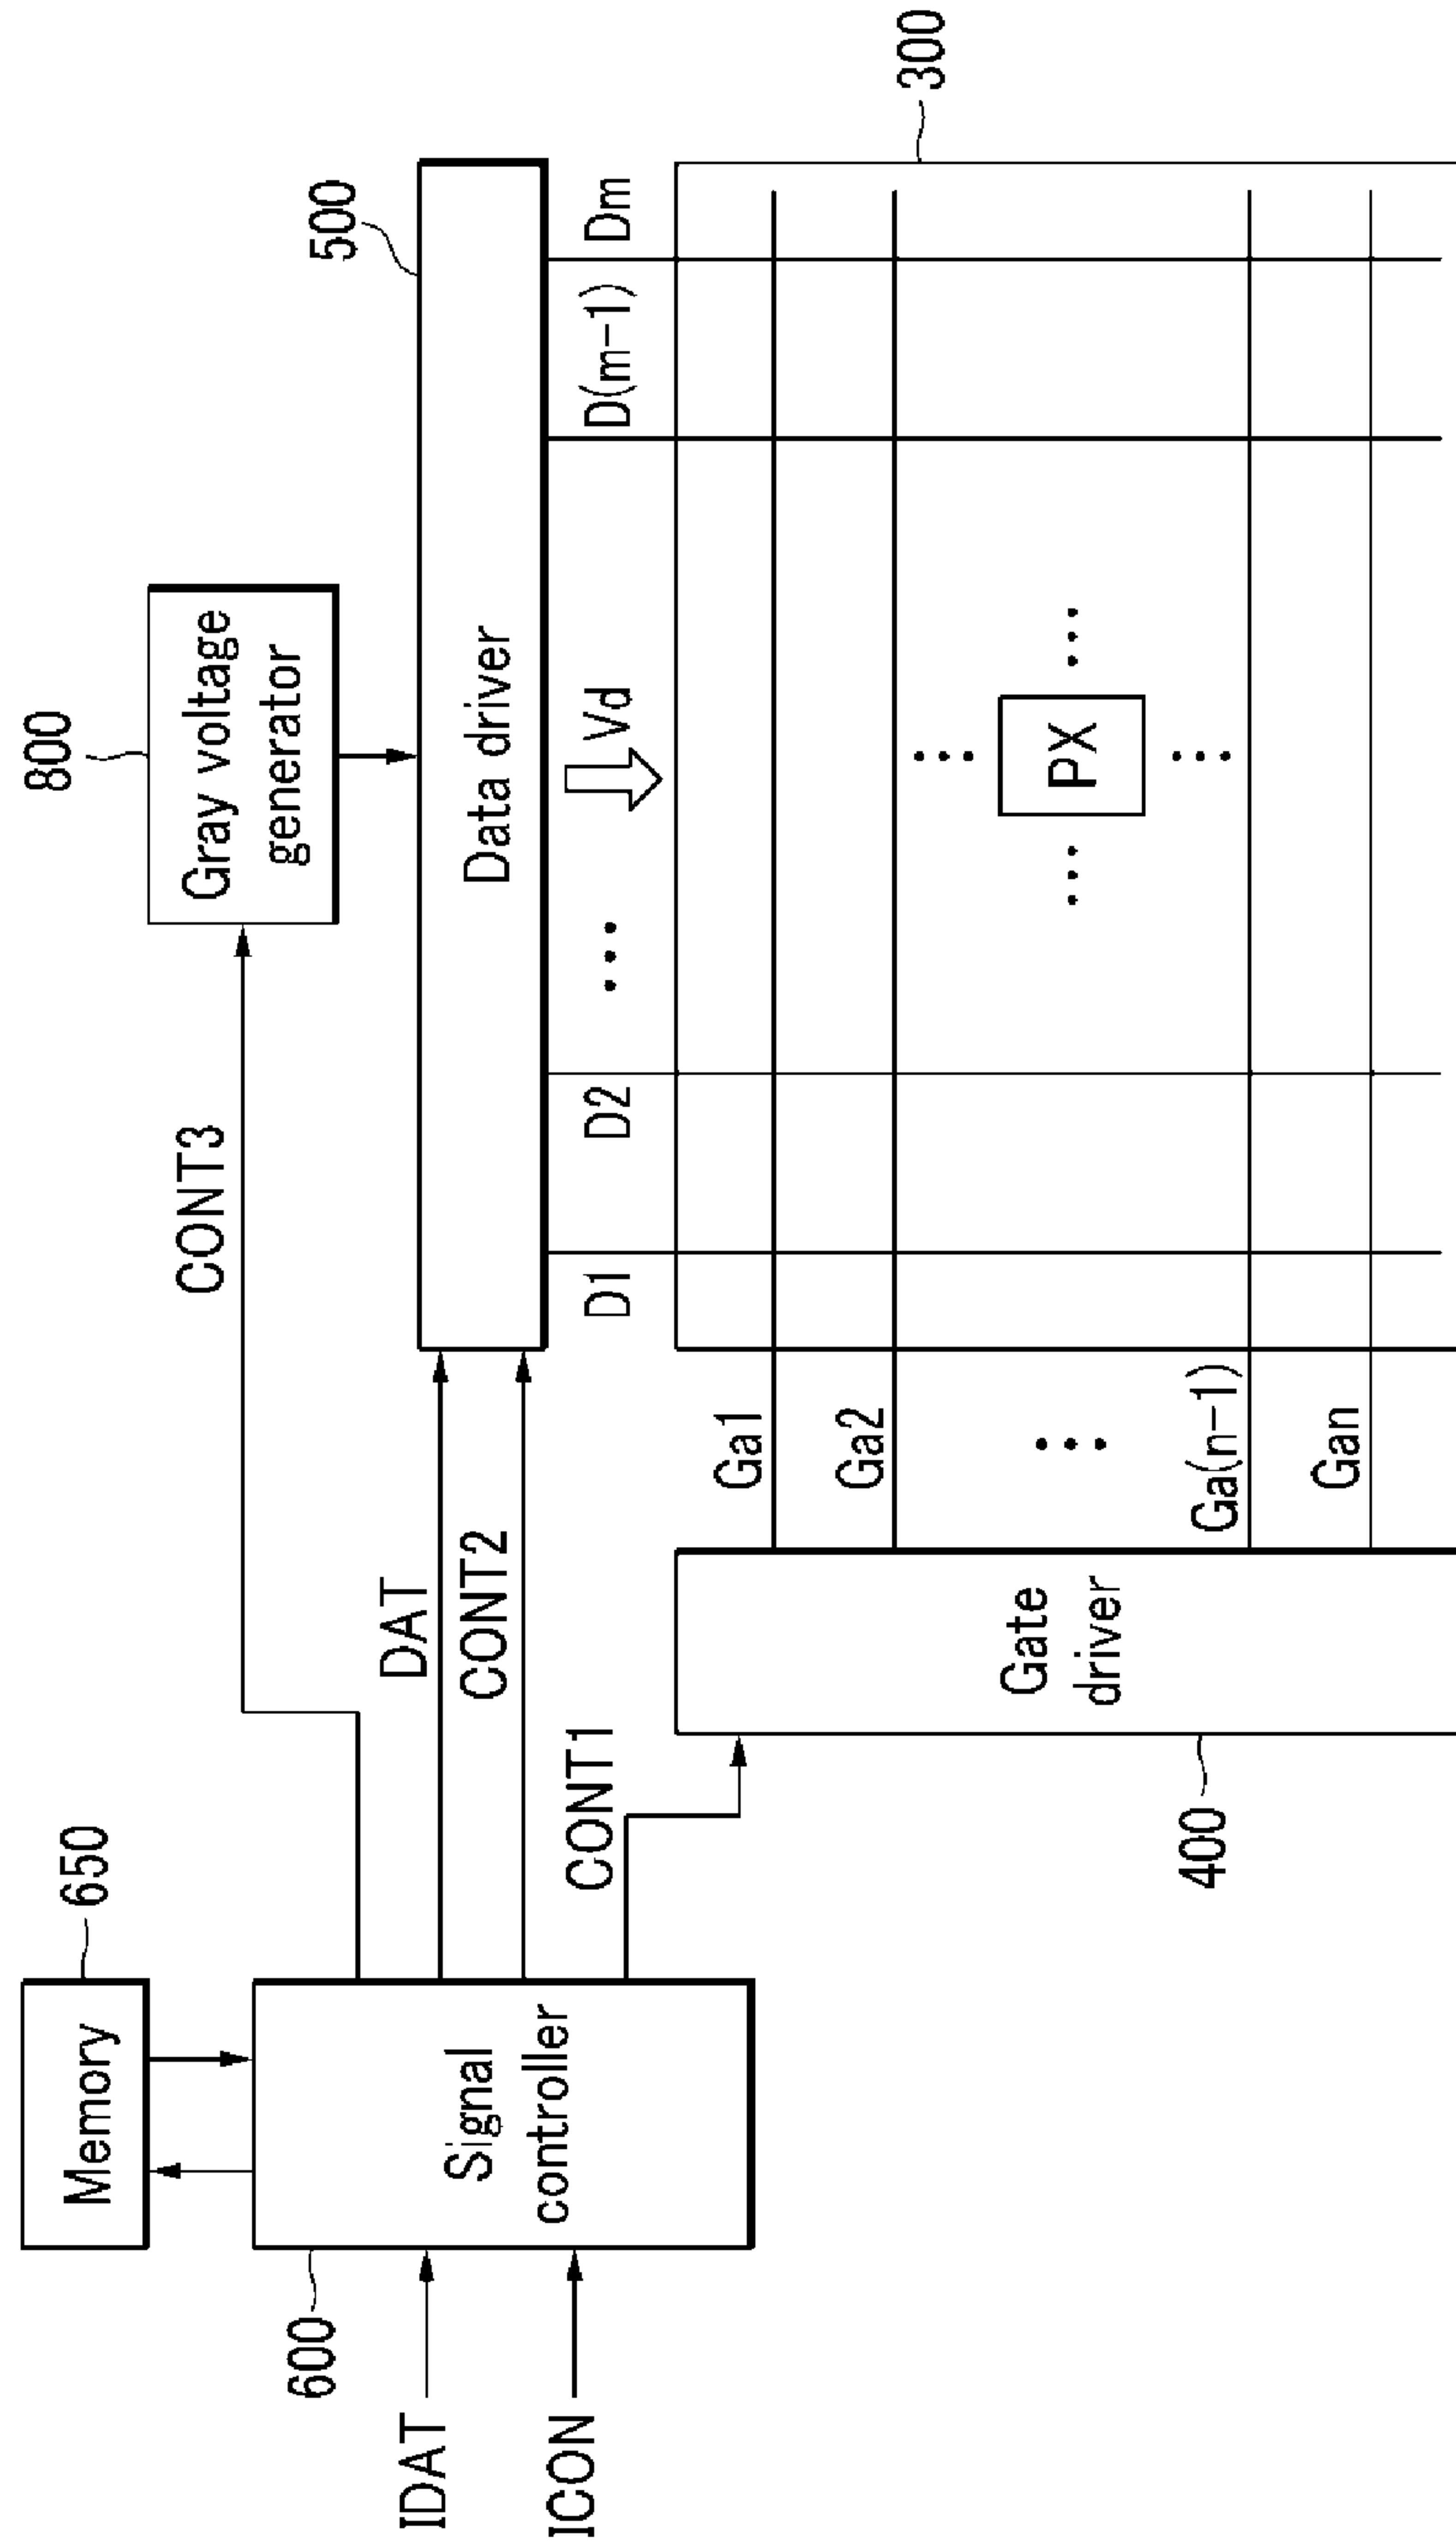 Memory
650
800
Gray voltage
generator
CONT3
500
600
Signal
controller
IDAT
ICON
DAT
CONT2
CONT1
Data driver
D1
D2
...
Vd
D(m-1)
Dm
300
Gate
driver
400
Ga1
Ga2
...
Ga(n-1)
Gan
...
...
PX
...
...